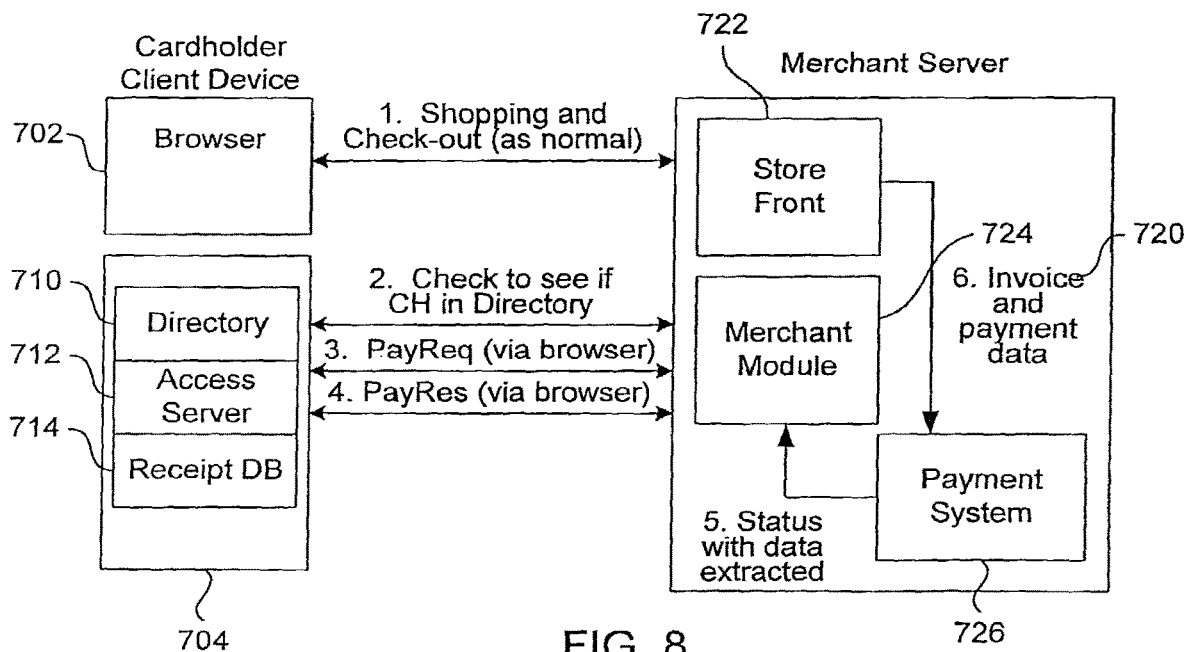 Cardholder
Client Device
702
Browser
1. Shopping and
Check-out (as normal)
722
Merchant Server
Store
Front
724
720
710
Directory
712
Access
Server
714
Receipt DB
704
2. Check to see if
CH in Directory
3. PayReq (via browser)
4. PayRes (via browser)
Merchant
Module
6. Invoice
and
payment
data
5. Status
with data
extracted
Payment
System
726
FIG. 8